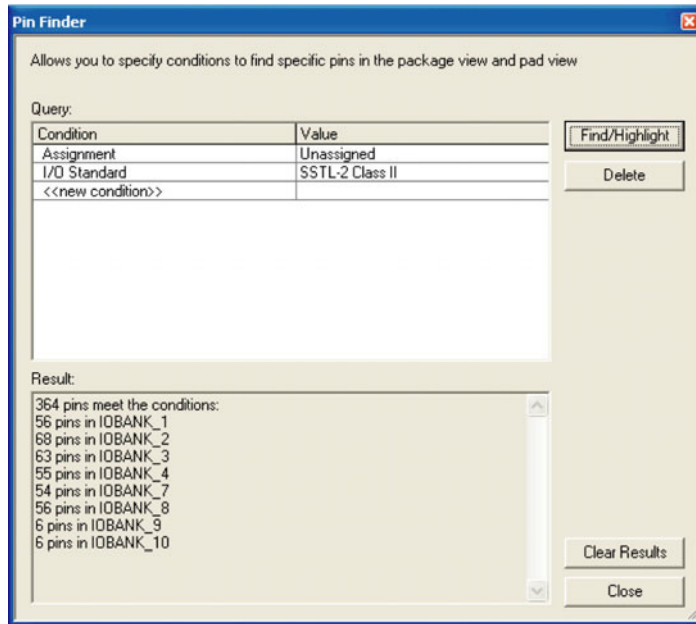 Pin Finder
Allows you to specify conditions to find specific pins in the package view and pad view
Query:
Condition Value
Assignment Unassigned
I/O Standard SSTL-2 Class II
<<new condition>>
Find/Highlight
Delete
Result:
364 pins meet the conditions:
56 pins in IOBANK_1
68 pins in IOBANK_2
63 pins in IOBANK_3
55 pins in IOBANK_4
54 pins in IOBANK_7
56 pins in IOBANK_8
6 pins in IOBANK_9
6 pins in IOBANK_10
Clear Results
Close